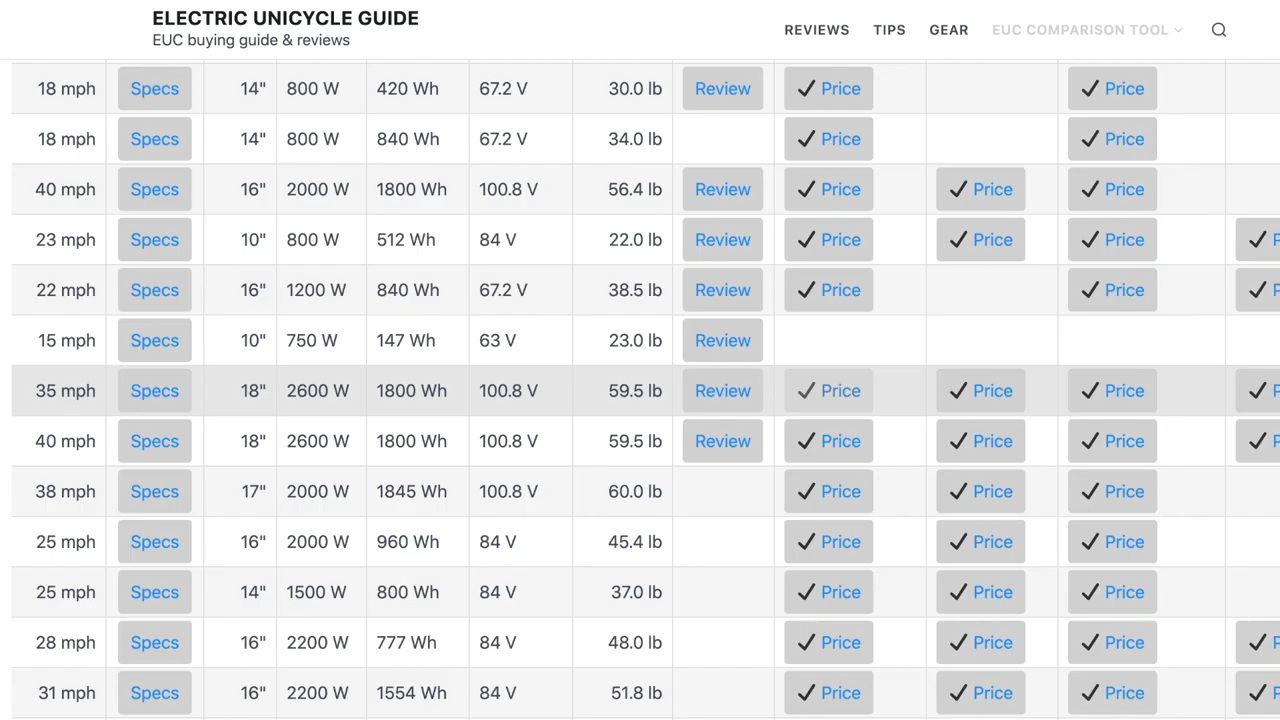 ELECTRIC UNICYCLE GUIDE
EUC buying guide & reviews
REVIEWS TIPS GEAR EUC COMPARISON TOOL
18 mph Specs 14" 800 W 420 Wh 67.2 V 30.0 lb Review ✓ Price ✓ Price
18 mph Specs 14" 800 W 840 Wh 67.2 V 34.0 lb ✓ Price ✓ Price
40 mph Specs 16" 2000 W 1800 Wh 100.8 V 56.4 lb Review ✓ Price ✓ Price ✓ Price
23 mph Specs 10" 800 W 512 Wh 84 V 22.0 lb Review ✓ Price ✓ Price ✓ Price ✓ P
22 mph Specs 16" 1200 W 840 Wh 67.2 V 38.5 lb Review ✓ Price ✓ Price ✓ P
15 mph Specs 10" 750 W 147 Wh 63 V 23.0 lb Review
35 mph Specs 18" 2600 W 1800 Wh 100.8 V 59.5 lb Review ✓ Price ✓ Price ✓ Price ✓ P
40 mph Specs 18" 2600 W 1800 Wh 100.8 V 59.5 lb Review ✓ Price ✓ Price ✓ Price ✓ P
38 mph Specs 17" 2000 W 1845 Wh 100.8 V 60.0 lb ✓ Price ✓ Price ✓ Price
25 mph Specs 16" 2000 W 960 Wh 84 V 45.4 lb ✓ Price ✓ Price ✓ Price
25 mph Specs 14" 1500 W 800 Wh 84 V 37.0 lb ✓ Price ✓ Price ✓ Price
28 mph Specs 16" 2200 W 777 Wh 84 V 48.0 lb ✓ Price ✓ Price ✓ Price ✓ P
31 mph Specs 16" 2200 W 1554 Wh 84 V 51.8 lb ✓ Price ✓ Price ✓ Price ✓ P